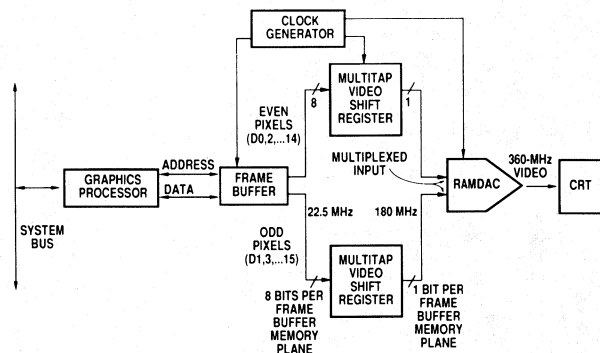 CLOCK
GENERATOR
MULTITAP
VIDEO
SHIFT
REGISTER
8
1
EVEN
PIXELS
(D0,2,...14)
MULTIPLEXED
INPUT
ADDRESS
GRAPHICS
PROCESSOR
DATA
FRAME
BUFFER
RAMDAC
360-MHz
VIDEO
CRT
SYSTEM
BUS
22.5 MHz
180 MHz
ODD
PIXELS
(D1,3,...15)
MULTITAP
VIDEO
SHIFT
REGISTER
8 BITS PER
FRAME
BUFFER
MEMORY
PLANE
1 BIT PER
FRAME
BUFFER
MEMORY
PLANE